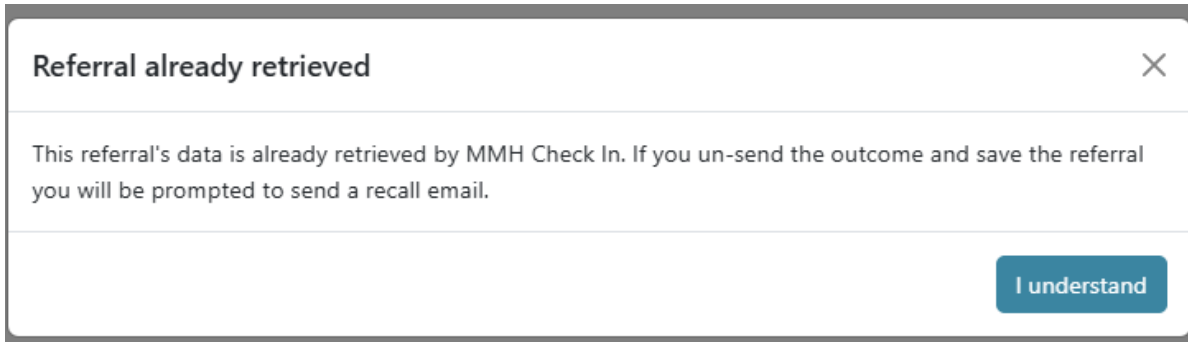 Referral already retrieved
This referral's data is already retrieved by MMH Check In. If you un-send the outcome and save the referral
you will be prompted to send a recall email.
I understand